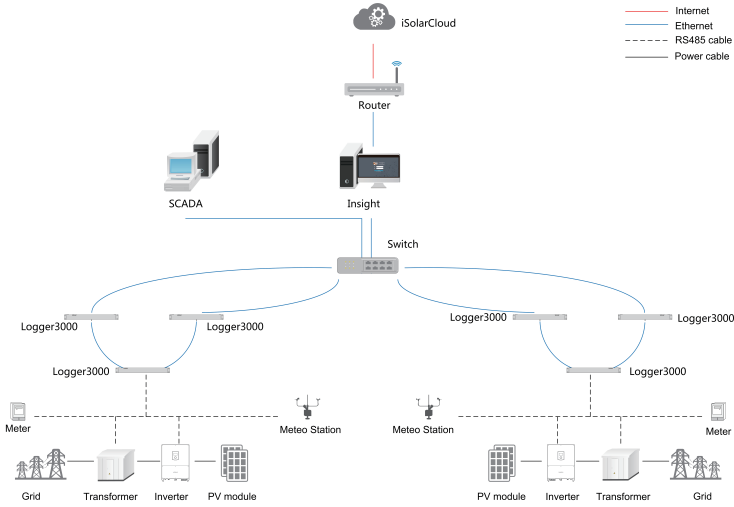 Internet
iSolarCloud
Ethernet
RS485 cable
Power cable
Router
SCADA
Insight
Switch
Logger3000
Logger3000
Logger3000
Logger3000
Logger3000
Logger3000
Meter
Meteo Station
Meteo Station
Meter
Grid
Transformer
Inverter
PV module
PV module
Inverter
Transformer
Grid